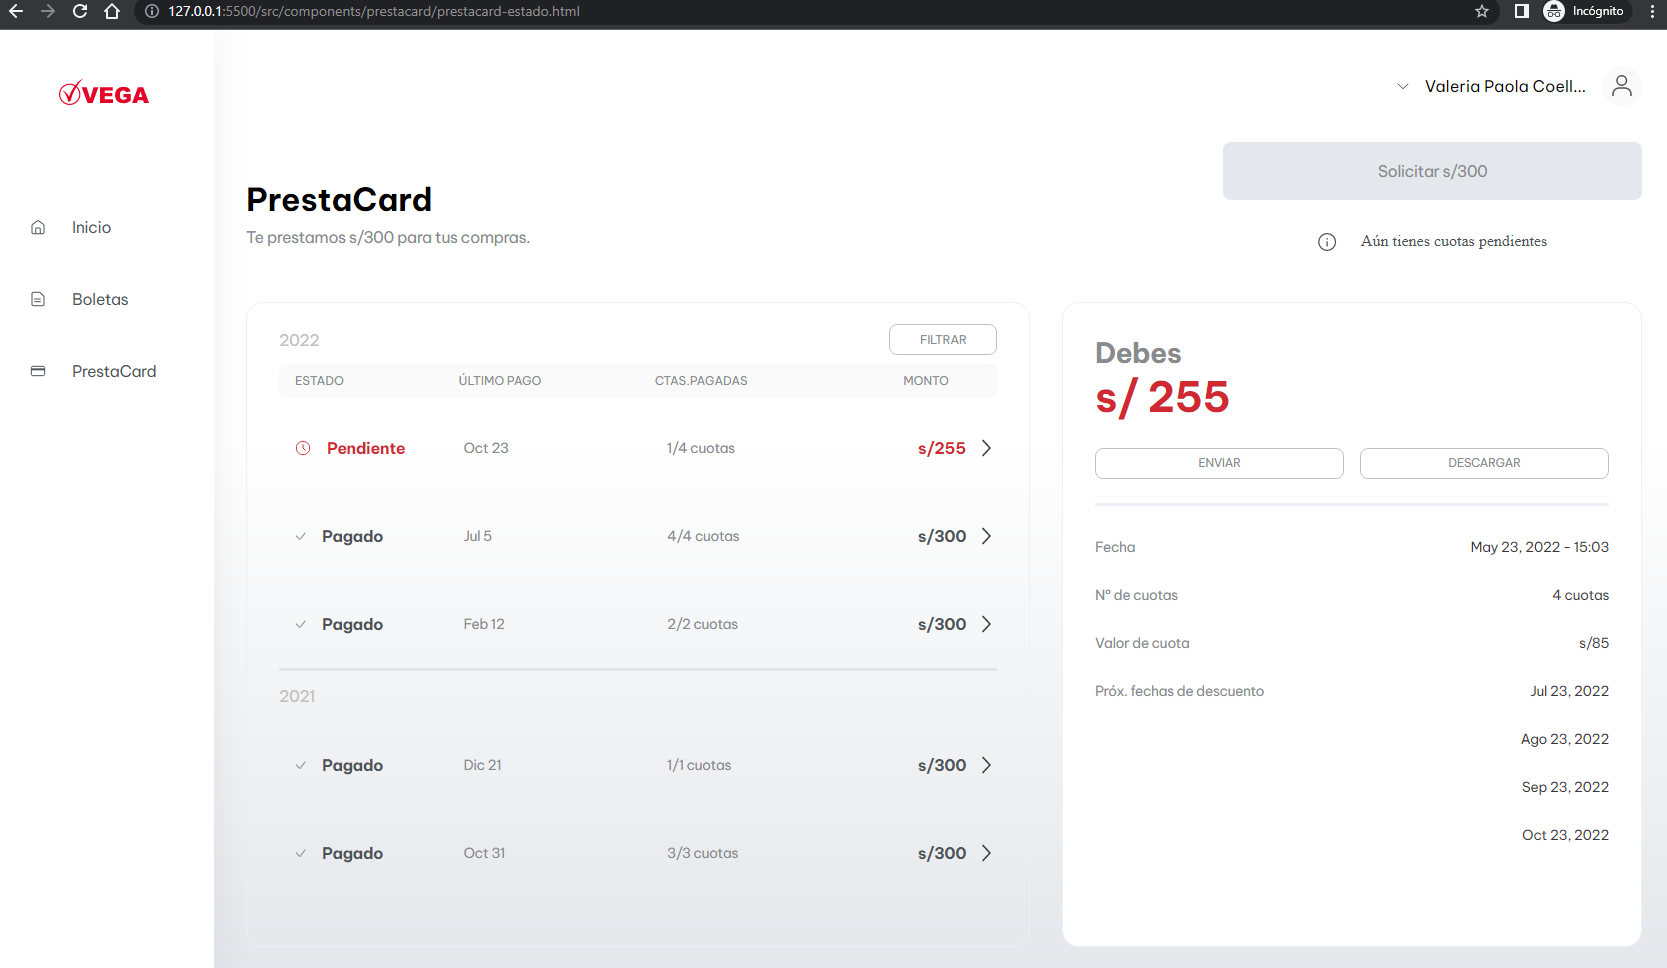 127.0.0.1:5500/src/components/prestacard/prestacard-estado.html
Incógnito
VEGA
Valeria Paola Coell...
Inicio
Boletas
PrestaCard
PrestaCard
Te prestamos s/300 para tus compras.
Solicitar s/300
Aún tienes cuotas pendientes
2022
FILTRAR
ESTADO ÚLTIMO PAGO CTAS.PAGADAS MONTO
Pendiente Oct 23 1/4 cuotas s/255
Pagado Jul 5 4/4 cuotas s/300
Pagado Feb 12 2/2 cuotas s/300
2021
Pagado Dic 21 1/1 cuotas s/300
Pagado Oct 31 3/3 cuotas s/300
Debes
s/ 255
ENVIAR DESCARGAR
Fecha May 23, 2022 - 15:03
Nº de cuotas 4 cuotas
Valor de cuota s/85
Próx. fechas de descuento Jul 23, 2022
Ago 23, 2022
Sep 23, 2022
Oct 23, 2022